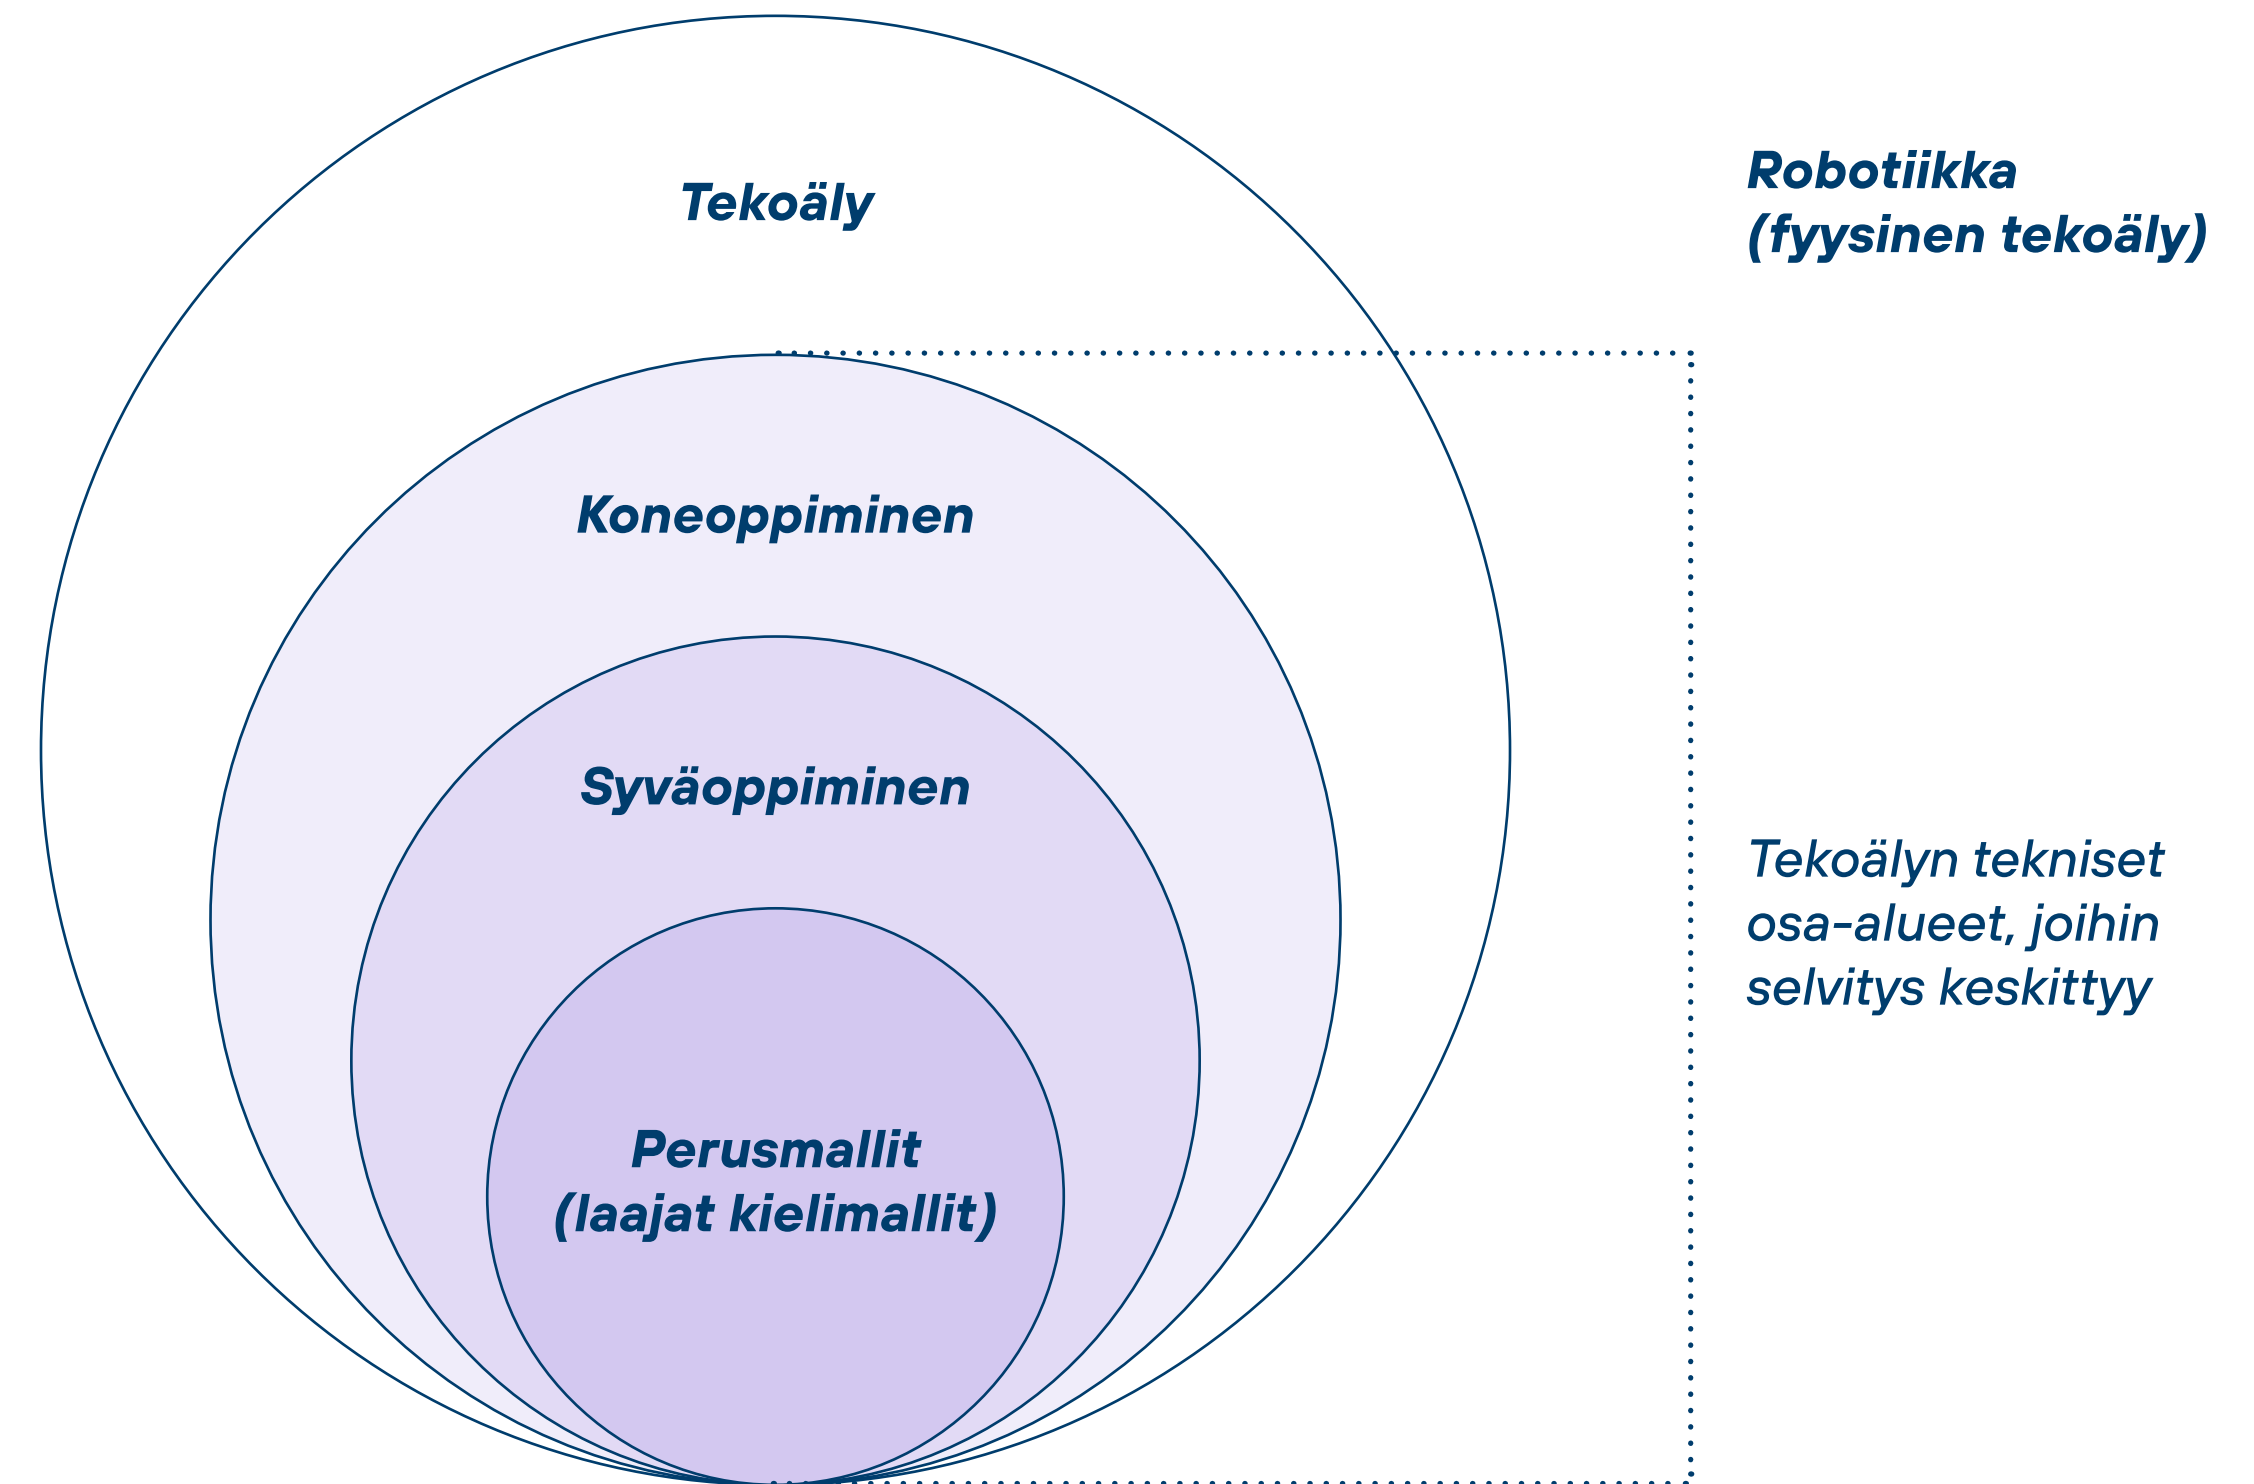 Tekoäly
Robotiikka
(fyysinen tekoäly)
Koneoppiminen
Syväoppiminen
Tekoälyn tekniset
osa-alueet, joihin
selvitys keskittyy
Perusmallit
(laajat kielimallit)